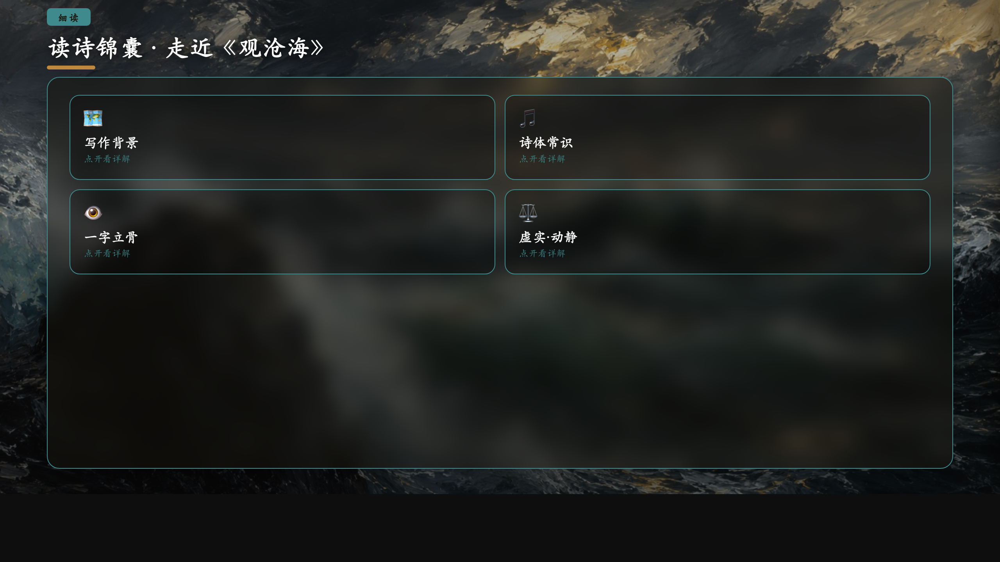 细读
读诗锦囊·走近《观沧海》
写作背景
点开看详解
诗体常识
点开看详解
一字立骨
点开看详解
虚实·动静
点开看详解